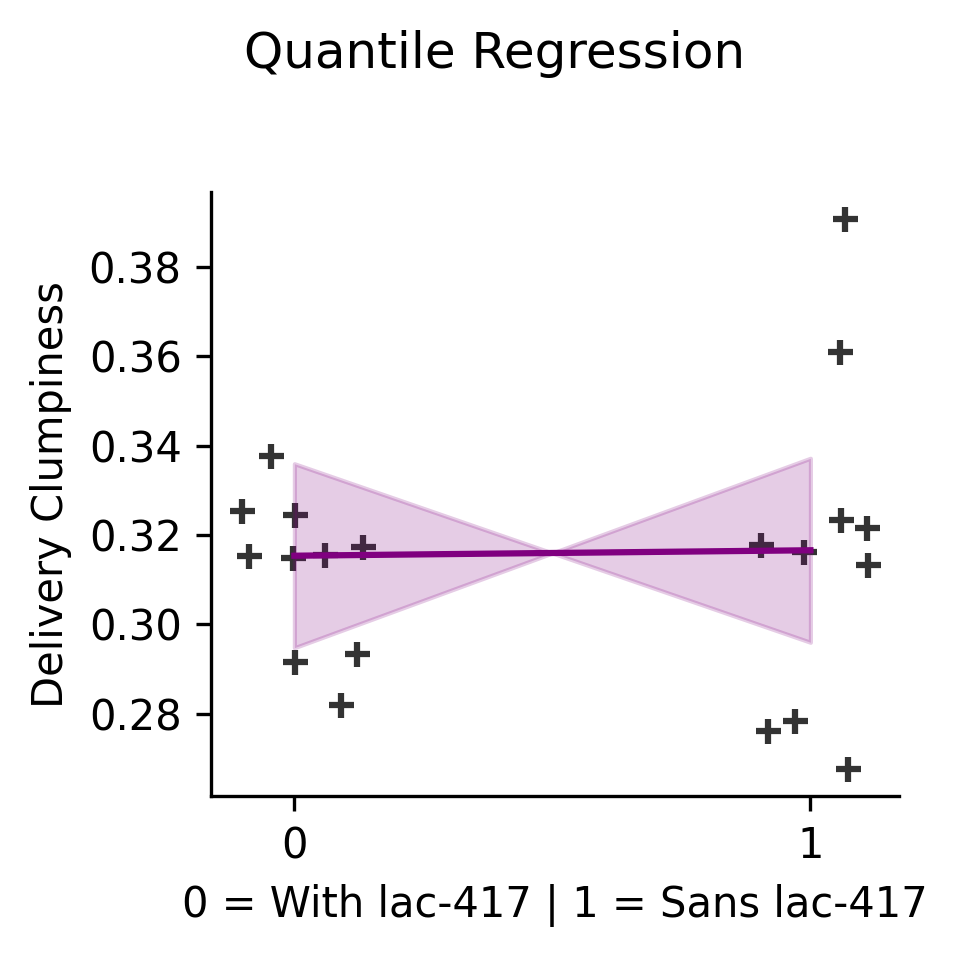 Quantile Regression
Delivery Clumpiness
0.38
0.36
0.34
0.32
0.30
0.28
0
1
0 = With lac-417 | 1 = Sans lac-417